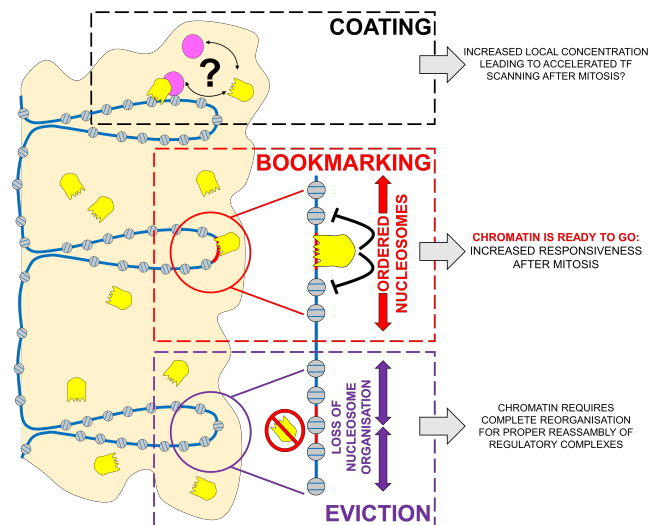 COATING
?
INCREASED LOCAL CONCENTRATION
LEADING TO ACCELERATED TF
SCANNING AFTER MITOSIS?
BOOKMARKING
ORDERED
NUCLEOSOMES
CHROMATIN IS READY TO GO:
INCREASED RESPONSIVENESS
AFTER MITOSIS
LOSS OF
NUCLEOSOME
ORGANISATION
CHROMATIN REQUIRES
COMPLETE REORGANISATION
FOR PROPER REASSAMBLY OF
REGULATORY COMPLEXES
EVICTION